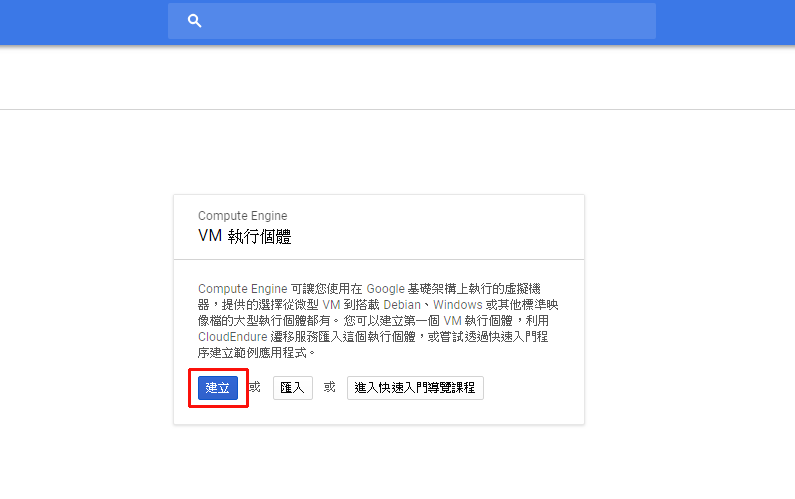 Compute Engine
VM 執行個體
Compute Engine 可讓您使用在 Google 基礎架構上執行的虛擬機
器，提供的選擇從微型 VM 到搭載 Debian、Windows 或其他標準映
像檔的大型執行個體都有。您可以建立第一個 VM 執行個體，利用
CloudEndure 遷移服務匯入這個執行個體，或嘗試透過快速入門程
序建立範例應用程式。
建立 或 匯入 或 進入快速入門導覽課程